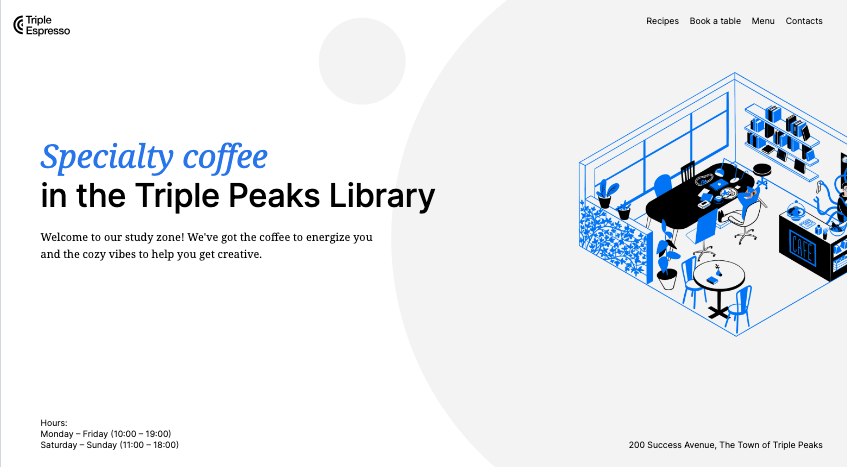 Triple
Espresso
Recipes Book a table Menu Contacts
Specialty coffee
in the Triple Peaks Library
Welcome to our study zone! We've got the coffee to energize you
and the cozy vibes to help you get creative.
CAFE
Hours:
Monday – Friday (10:00 – 19:00)
Saturday – Sunday (11:00 – 18:00)
200 Success Avenue, The Town of Triple Peaks